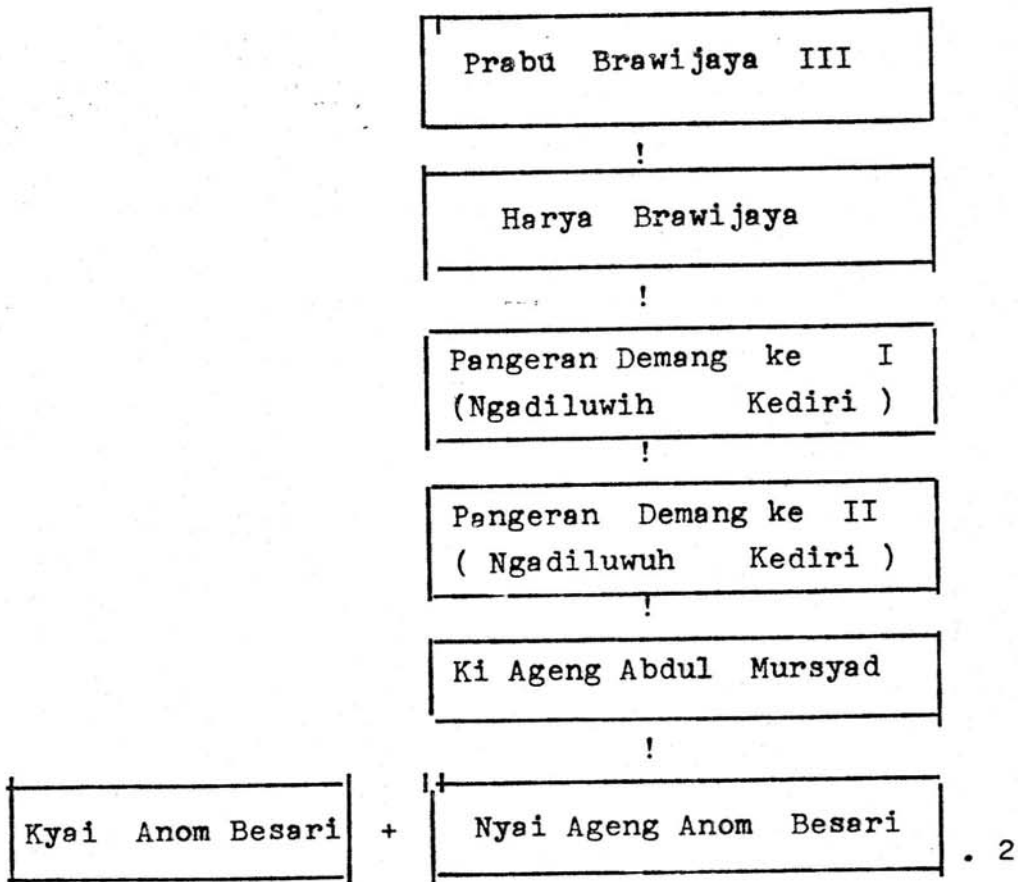 Prabu Brawijaya III
!
Harya Brawijaya
!
Pangeran Demang ke I
(Ngadiluwih Kediri )
!
Pangeran Demang ke II
( Ngadiluwuh Kediri )
!
Ki Ageng Abdul Mursyad
!
Kyai Anom Besari + Nyai Ageng Anom Besari . 2